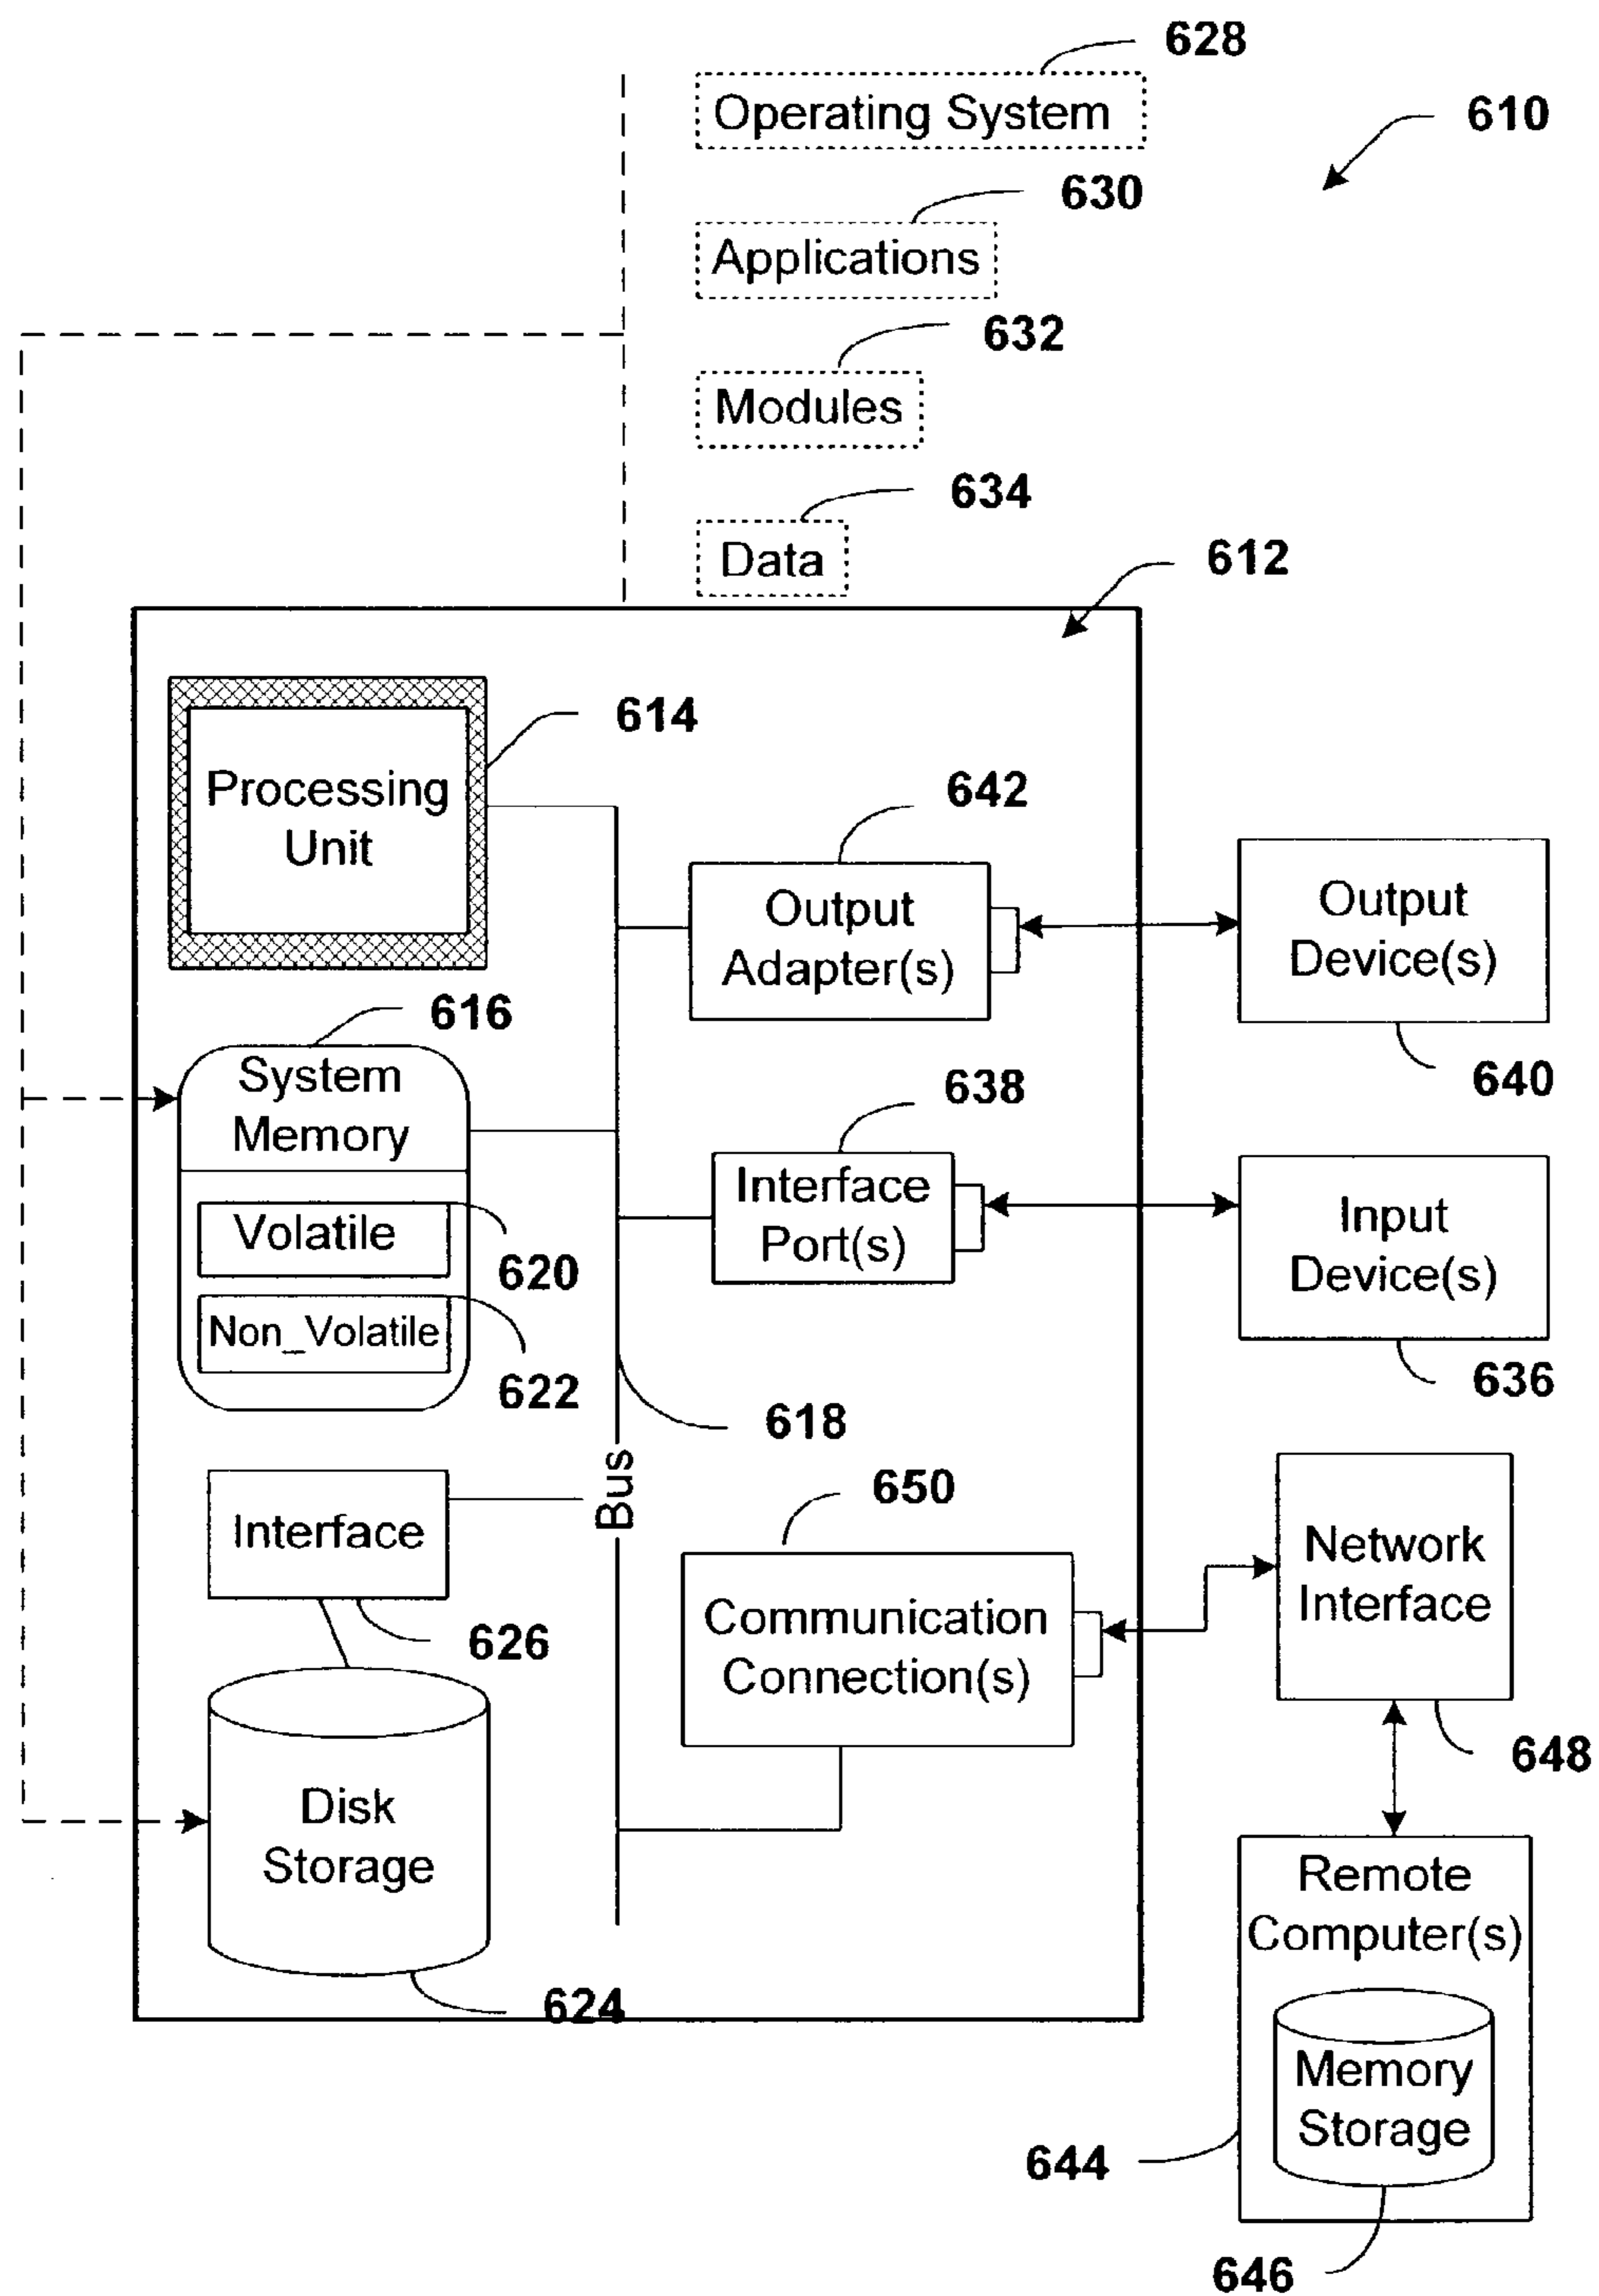 628
Operating System
610
630
Applications
632
Modules
634
Data
612
614
Processing
Unit
642
Output
Adapter(s)
Output
Device(s)
640
616
System
Memory
638
Interface
Port(s)
Input
Device(s)
636
Volatile
620
Non_Volatile
622
618
Bus
650
Interface
626
Communication
Connection(s)
Network
Interface
648
Disk
Storage
624
Remote
Computer(s)
Memory
Storage
644
646